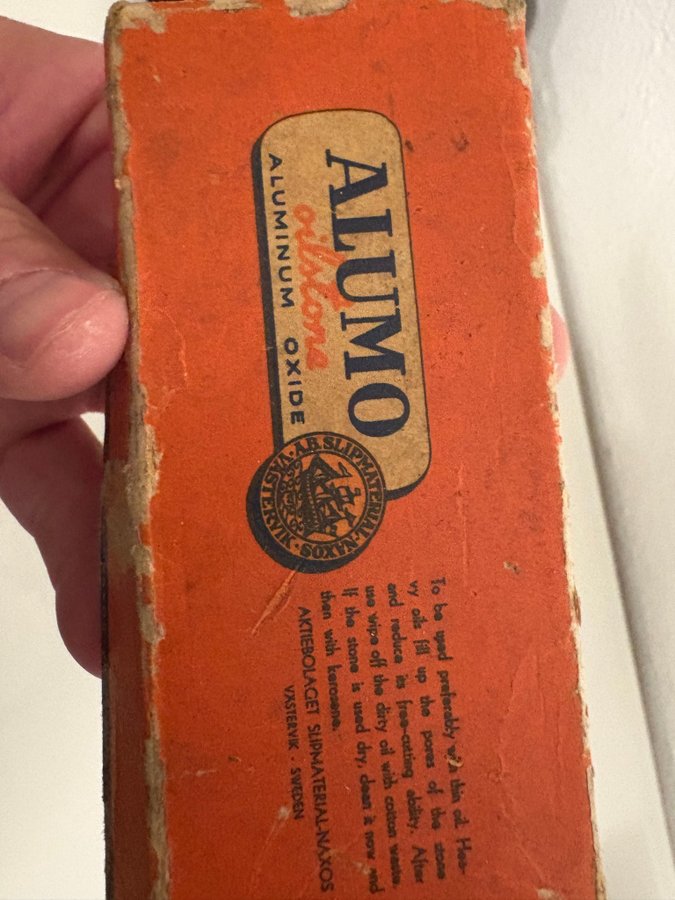 ALUMO
oilstone
ALUMINUM OXIDE
AB SLIPMATERIAL-NAXOS · VÄSTERVIK ·
To be used preferably with thin oil. Hea-
vy oils fill up the pores of the stone
and reduce its free-cutting ability. After
use wipe off the dirty oil with cotton waste.
If the stone is used dry, clean it now and
then with kerosene.
AKTIEBOLAGET SLIPMATERIAL-NAXOS
VÄSTERVIK · SWEDEN